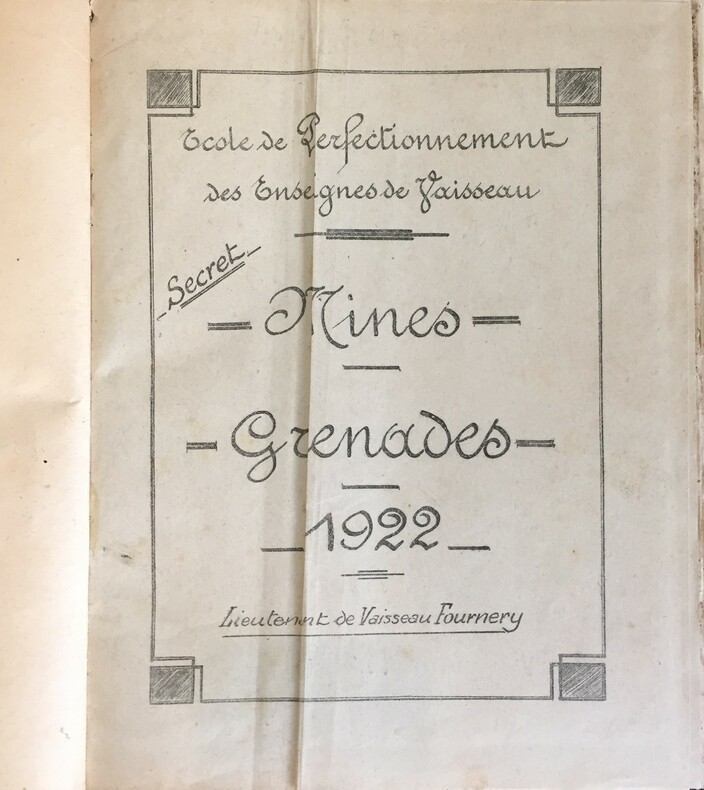 Ecole de Perfectionnement
des Enseignes de Vaisseau
Secret
- Mines -
- Grenades -
1922
Lieutenant de Vaisseau Fournery